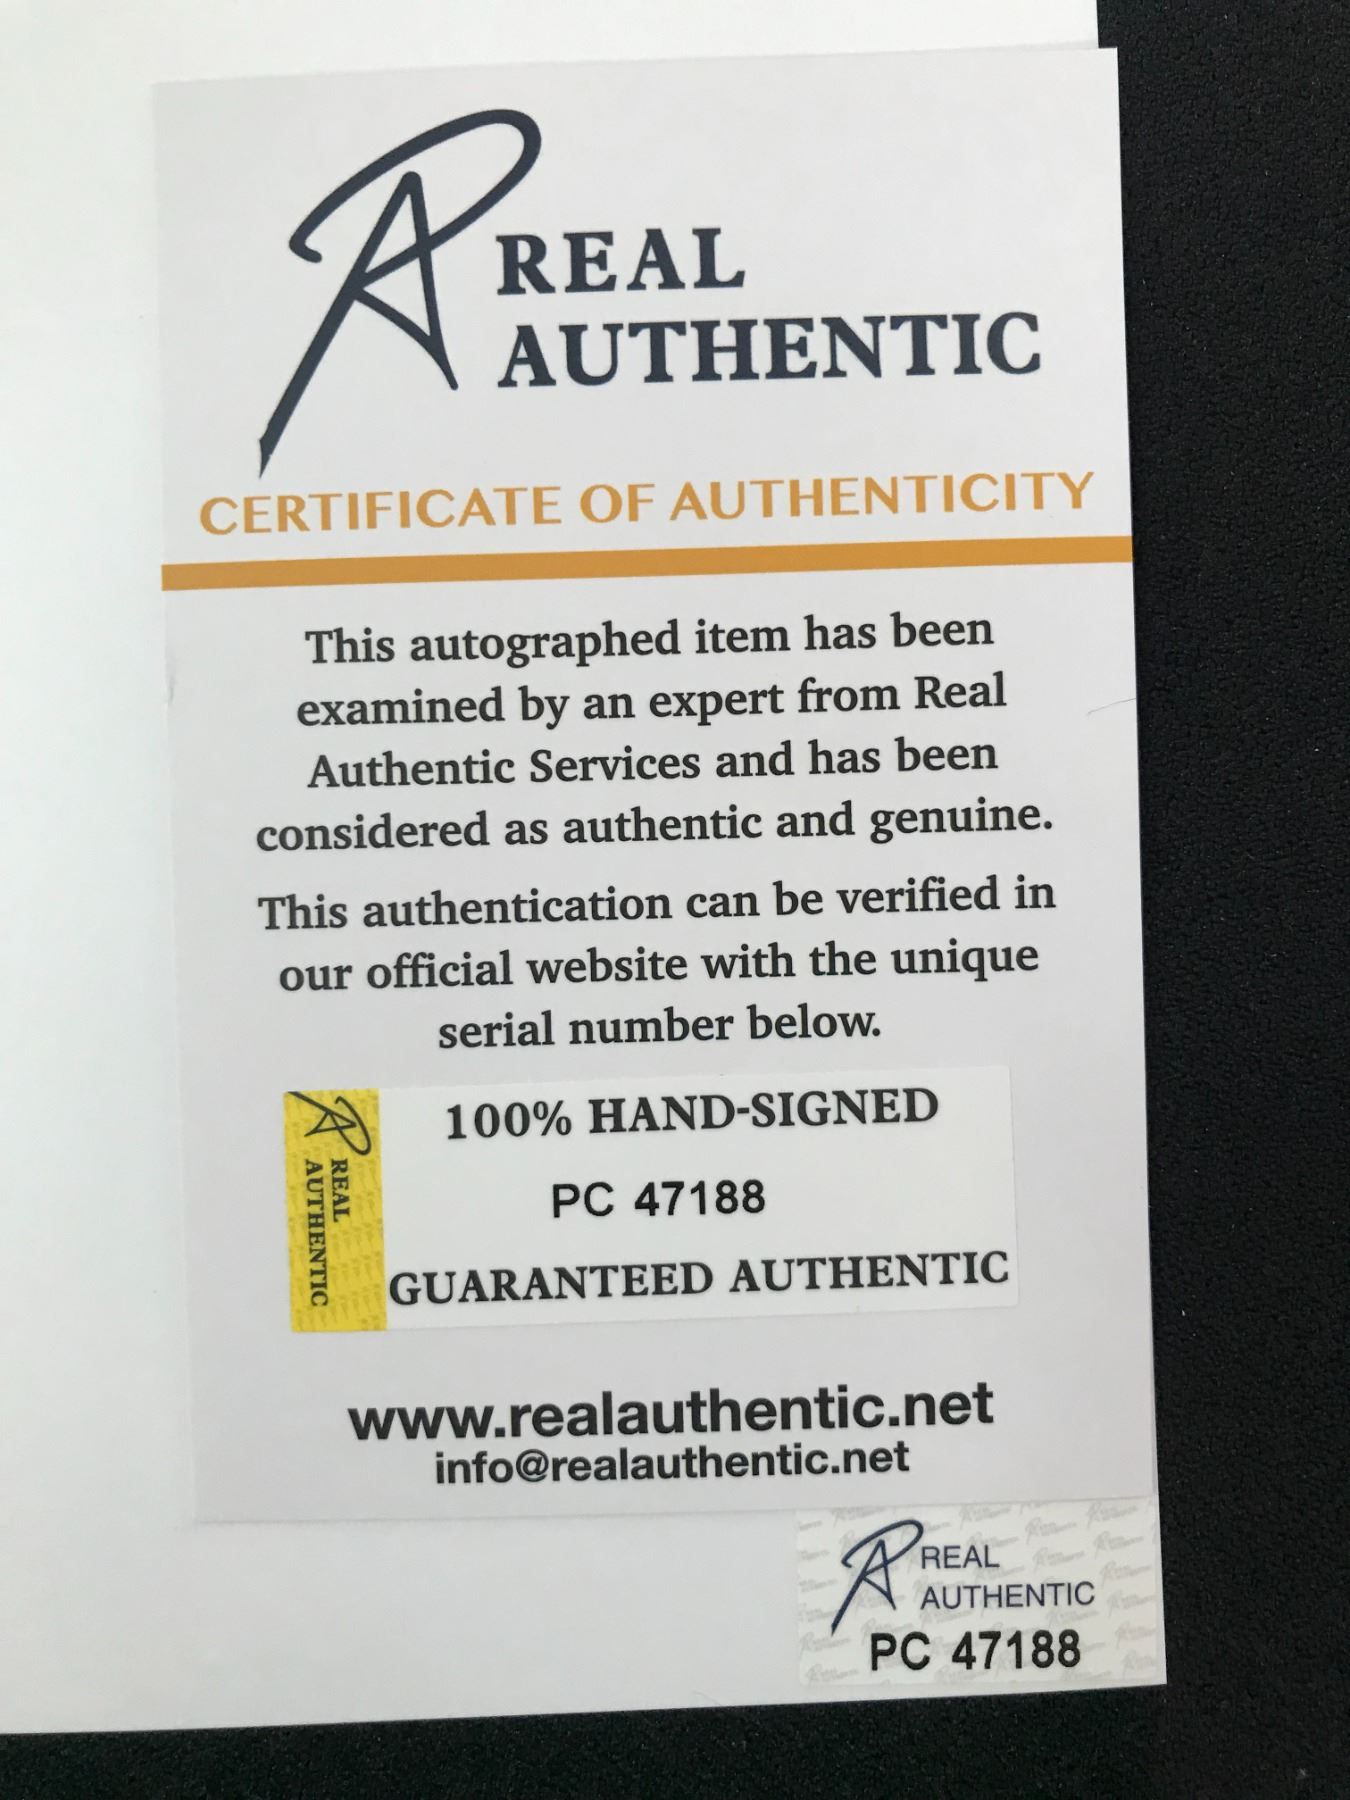 REAL
AUTHENTIC
CERTIFICATE OF AUTHENTICITY
This autographed item has been
examined by an expert from Real
Authentic Services and has been
considered as authentic and genuine.
This authentication can be verified in
our official website with the unique
serial number below.
REAL
AUTHENTIC
100% HAND-SIGNED
PC 47188
GUARANTEED AUTHENTIC
www.realauthentic.net
info@realauthentic.net
REAL
AUTHENTIC
PC 47188